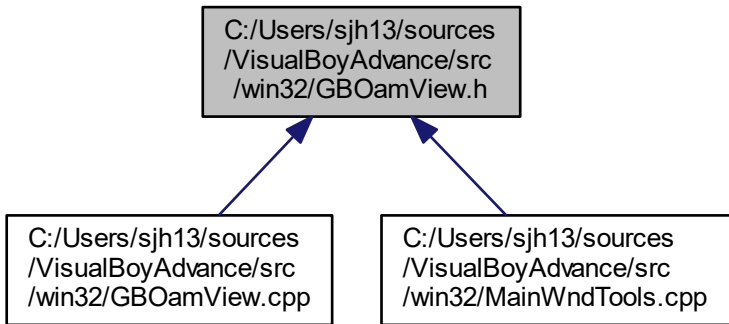 C:/Users/sjh13/sources
/VisualBoyAdvance/src
/win32/GBOamView.h
C:/Users/sjh13/sources
/VisualBoyAdvance/src
/win32/GBOamView.cpp
C:/Users/sjh13/sources
/VisualBoyAdvance/src
/win32/MainWndTools.cpp